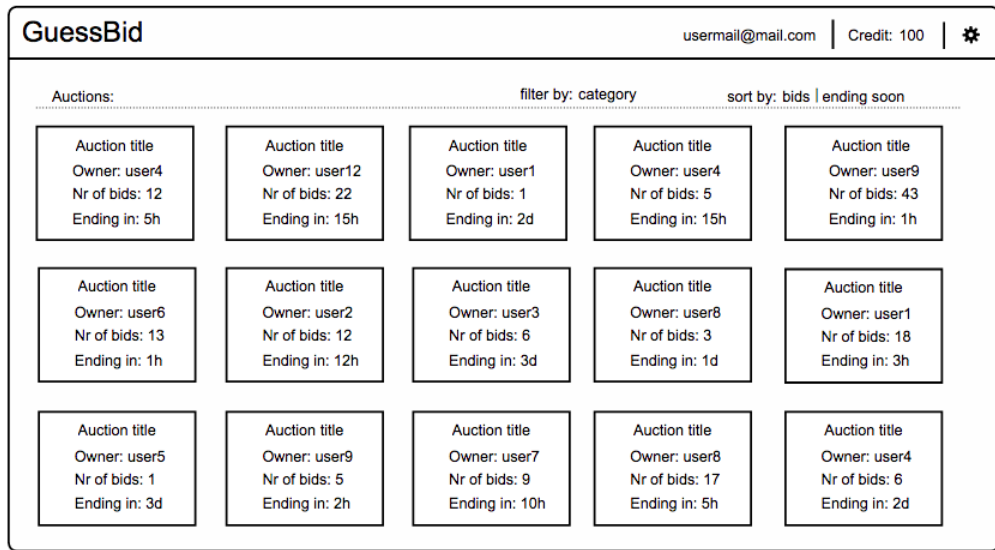 GuessBid
usermail@mail.com
Credit: 100
Auctions:
filter by: category
sort by: bids | ending soon
Auction title
Owner: user4
Nr of bids: 12
Ending in: 5h
Auction title
Owner: user12
Nr of bids: 22
Ending in: 15h
Auction title
Owner: user1
Nr of bids: 1
Ending in: 2d
Auction title
Owner: user4
Nr of bids: 5
Ending in: 15h
Auction title
Owner: user9
Nr of bids: 43
Ending in: 1h
Auction title
Owner: user6
Nr of bids: 13
Ending in: 1h
Auction title
Owner: user2
Nr of bids: 12
Ending in: 12h
Auction title
Owner: user3
Nr of bids: 6
Ending in: 3d
Auction title
Owner: user8
Nr of bids: 3
Ending in: 1d
Auction title
Owner: user1
Nr of bids: 18
Ending in: 3h
Auction title
Owner: user5
Nr of bids: 1
Ending in: 3d
Auction title
Owner: user9
Nr of bids: 5
Ending in: 2h
Auction title
Owner: user7
Nr of bids: 9
Ending in: 10h
Auction title
Owner: user8
Nr of bids: 17
Ending in: 5h
Auction title
Owner: user4
Nr of bids: 6
Ending in: 2d